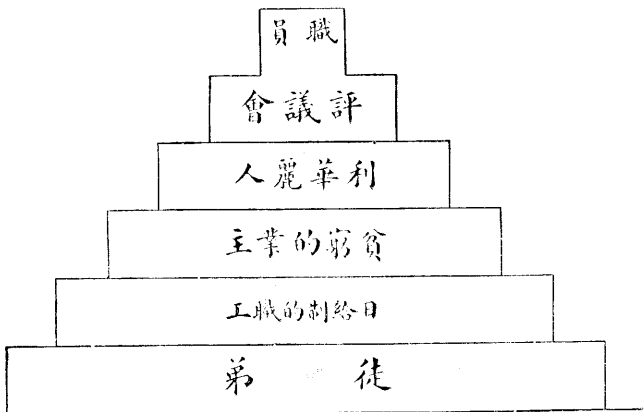 職員
評議會
利華麗人
貧窮的業主
日給制的職工
徒弟